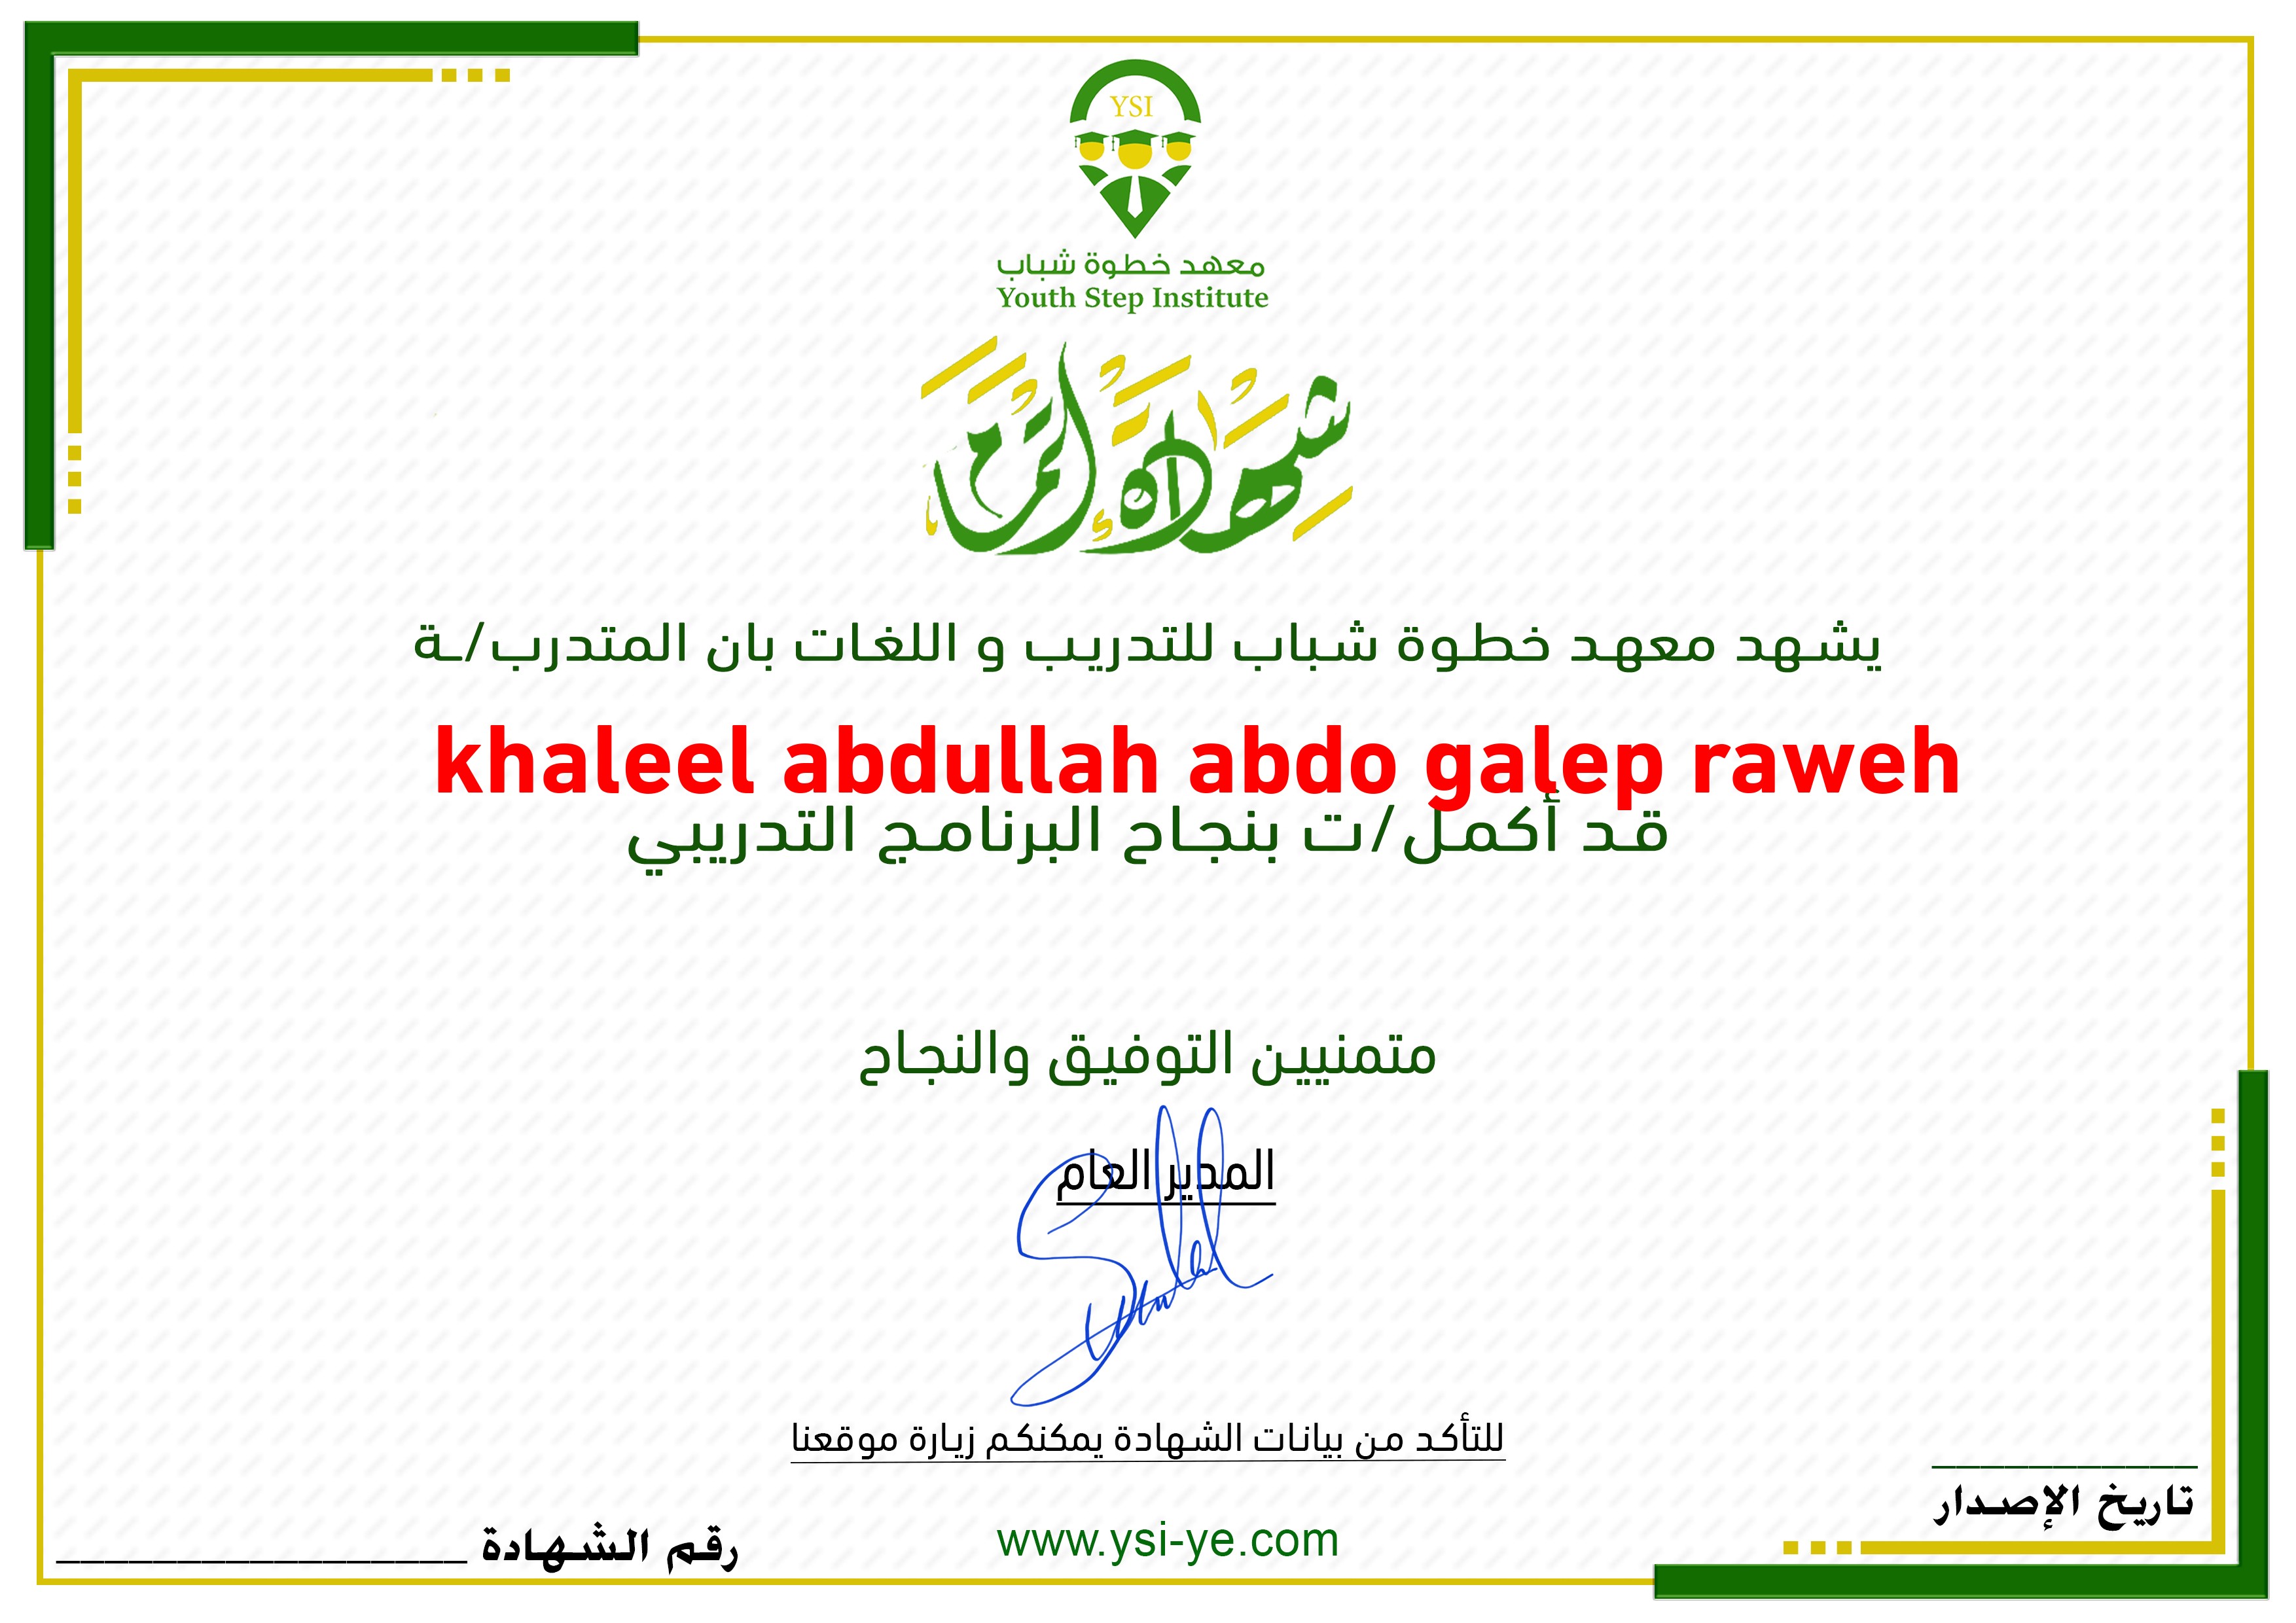 YSI
معهد خطوة شباب
Youth Step Institute
شِهَادَةُ إِتْمَام
يشهد معهد خطوة شباب للتدريب و اللغات بان المتدرب/ـة
khaleel abdullah abdo galep raweh
قد أكمل/ت بنجاح البرنامج التدريبي
متمنيين التوفيق والنجاح
المدير العام
للتأكد من بيانات الشهادة يمكنكم زيارة موقعنا
تاريخ الإصدار
رقم الشهادة
www.ysi-ye.com